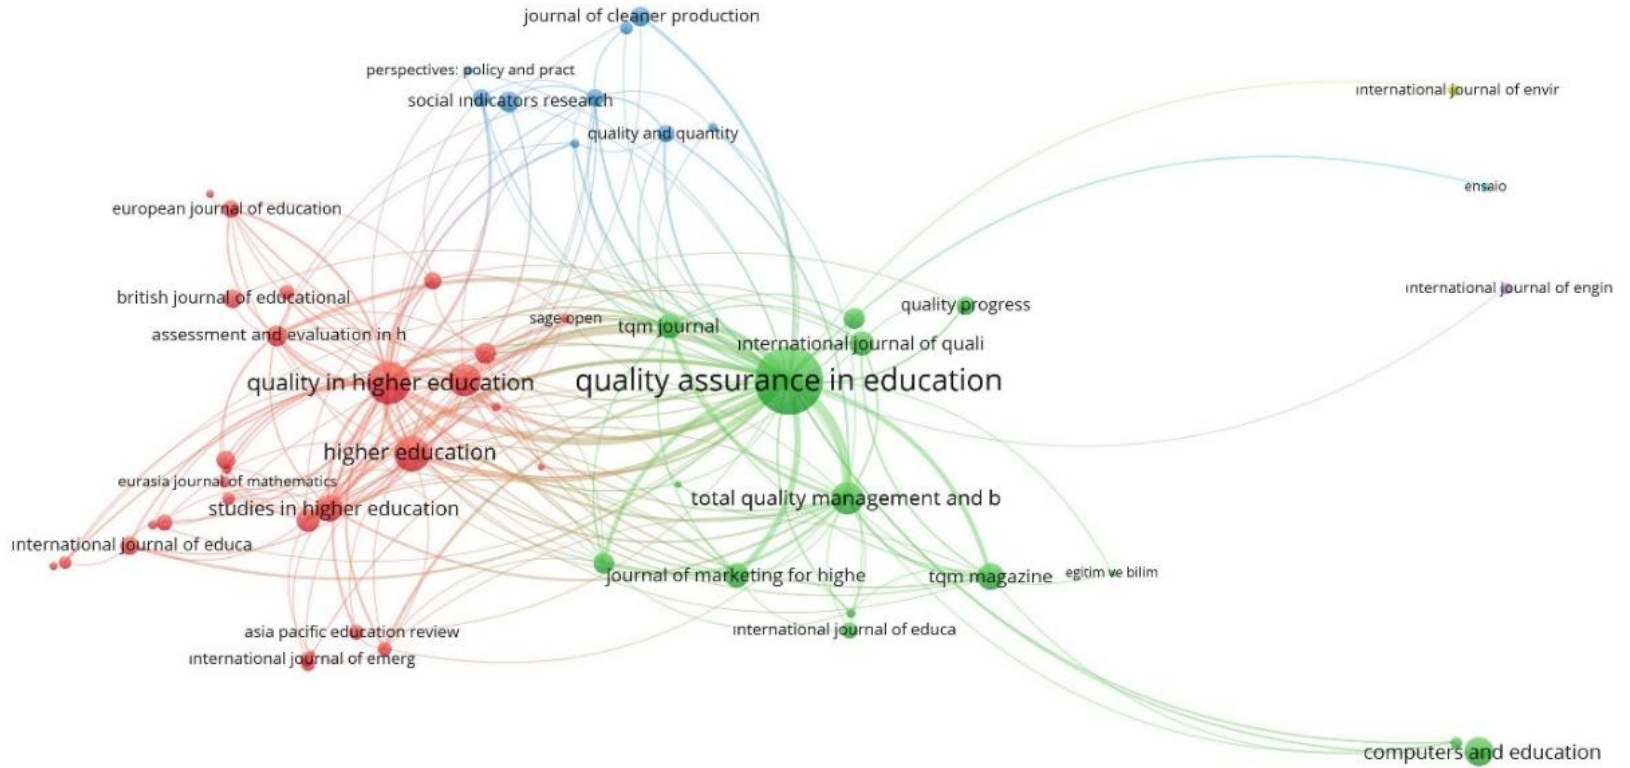 journal of cleaner production
perspectives: policy and pract
social indicators research
international journal of envir
quality and quantity
ensaio
european journal of education
international journal of engin
british journal of educational
quality progress
sage open
tqm journal
assessment and evaluation in h
international journal of quali
quality in higher education
quality assurance in education
higher education
eurasia journal of mathematics
total quality management and b
studies in higher education
international journal of educa
journal of marketing for highe
tqm magazine
egitim ve bilim
asia pacific education review
international journal of educa
international journal of emerg
computers and education